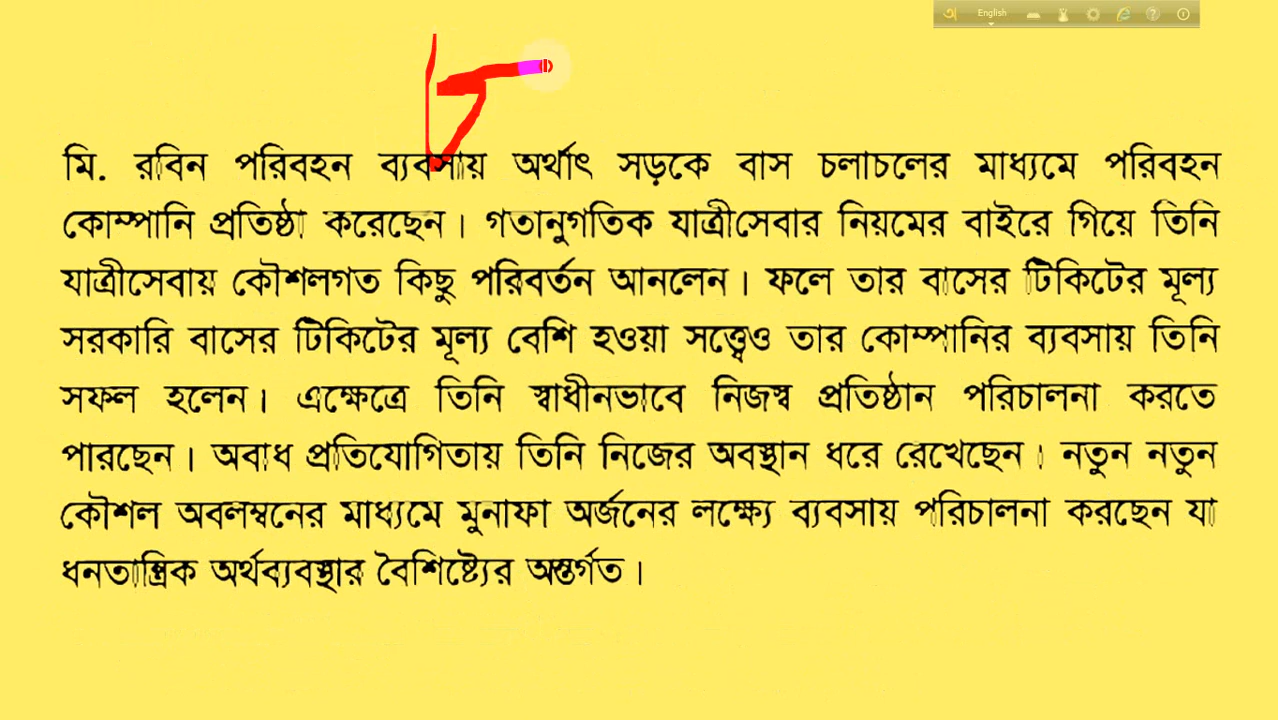 অ English
মি. রবিন পরিবহন ব্যবসায় অর্থাৎ সড়কে বাস চলাচলের মাধ্যমে পরিবহন
কোম্পানি প্রতিষ্ঠা করেছেন। গতানুগতিক যাত্রীসেবার নিয়মের বাইরে গিয়ে তিনি
যাত্রীসেবায় কৌশলগত কিছু পরিবর্তন আনলেন। ফলে তার বাসের টিকিটের মূল্য
সরকারি বাসের টিকিটের মূল্য বেশি হওয়া সত্ত্বেও তার কোম্পানির ব্যবসায় তিনি
সফল হলেন। এক্ষেত্রে তিনি স্বাধীনভাবে নিজস্ব প্রতিষ্ঠান পরিচালনা করতে
পারছেন। অবাধ প্রতিযোগিতায় তিনি নিজের অবস্থান ধরে রেখেছেন। নতুন নতুন
কৌশল অবলম্বনের মাধ্যমে মুনাফা অর্জনের লক্ষ্যে ব্যবসায় পরিচালনা করছেন যা
ধনতান্ত্রিক অর্থব্যবস্থার বৈশিষ্ট্যের অন্তর্গত।